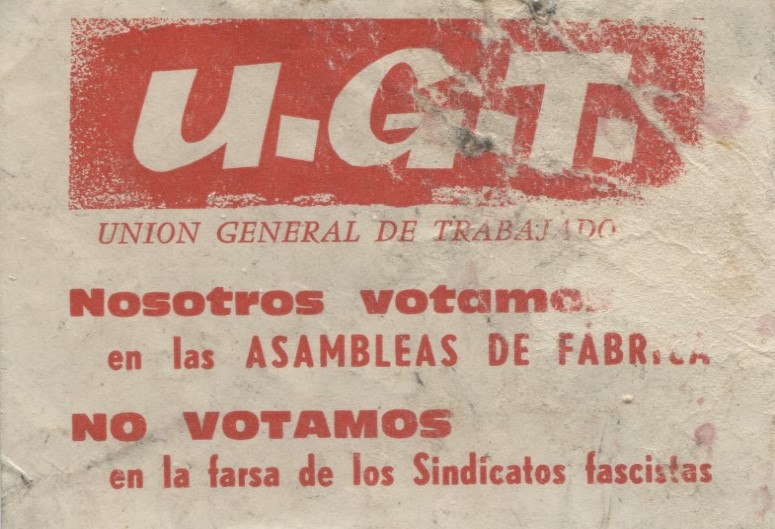 U.G.T.
UNION GENERAL DE TRABAJADO
Nosotros votamos
en las ASAMBLEAS DE FABRICA
NO VOTAMOS
en la farsa de los Sindicatos fascistas